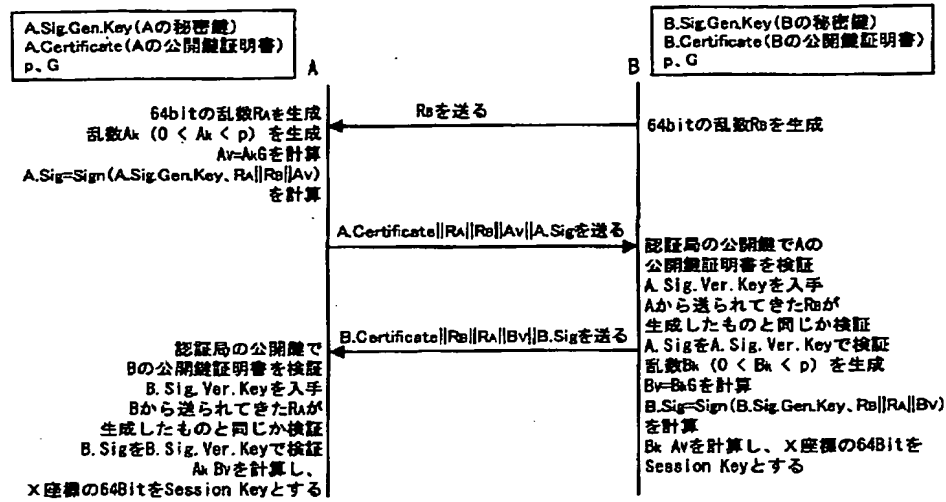 A.Sig.Gen.Key(Aの秘密鍵)
A.Certificate(Aの公開鍵証明書)
p、G
A
B
B.Sig.Gen.Key(Bの秘密鍵)
B.Certificate(Bの公開鍵証明書)
p、G
64bitの乱数RAを生成
乱数Ak (0 < Ak < p) を生成
Av=AkGを計算
A.Sig=Sign(A.Sig.Gen.Key、RA||RB||Av)
を計算
RBを送る
64bitの乱数RBを生成
A.Certificate||RA||RB||Av||A.Sigを送る
認証局の公開鍵でAの
公開鍵証明書を検証
A.Sig.Ver.Keyを入手
Aから送られてきたRBが
生成したものと同じか検証
A.SigをA.Sig.Ver.Keyで検証
乱数Bk (0 < Bk < p) を生成
Bv=BkGを計算
B.Sig=Sign(B.Sig.Gen.Key、RB||RA||Bv)
を計算
Bk Avを計算し、X座標の64Bitを
Session Keyとする
B.Certificate||RB||RA||Bv||B.Sigを送る
認証局の公開鍵で
Bの公開鍵証明書を検証
B.Sig.Ver.Keyを入手
Bから送られてきたRAが
生成したものと同じか検証
B.SigをB.Sig.Ver.Keyで検証
Ak Bvを計算し、
X座標の64BitをSession Keyとする